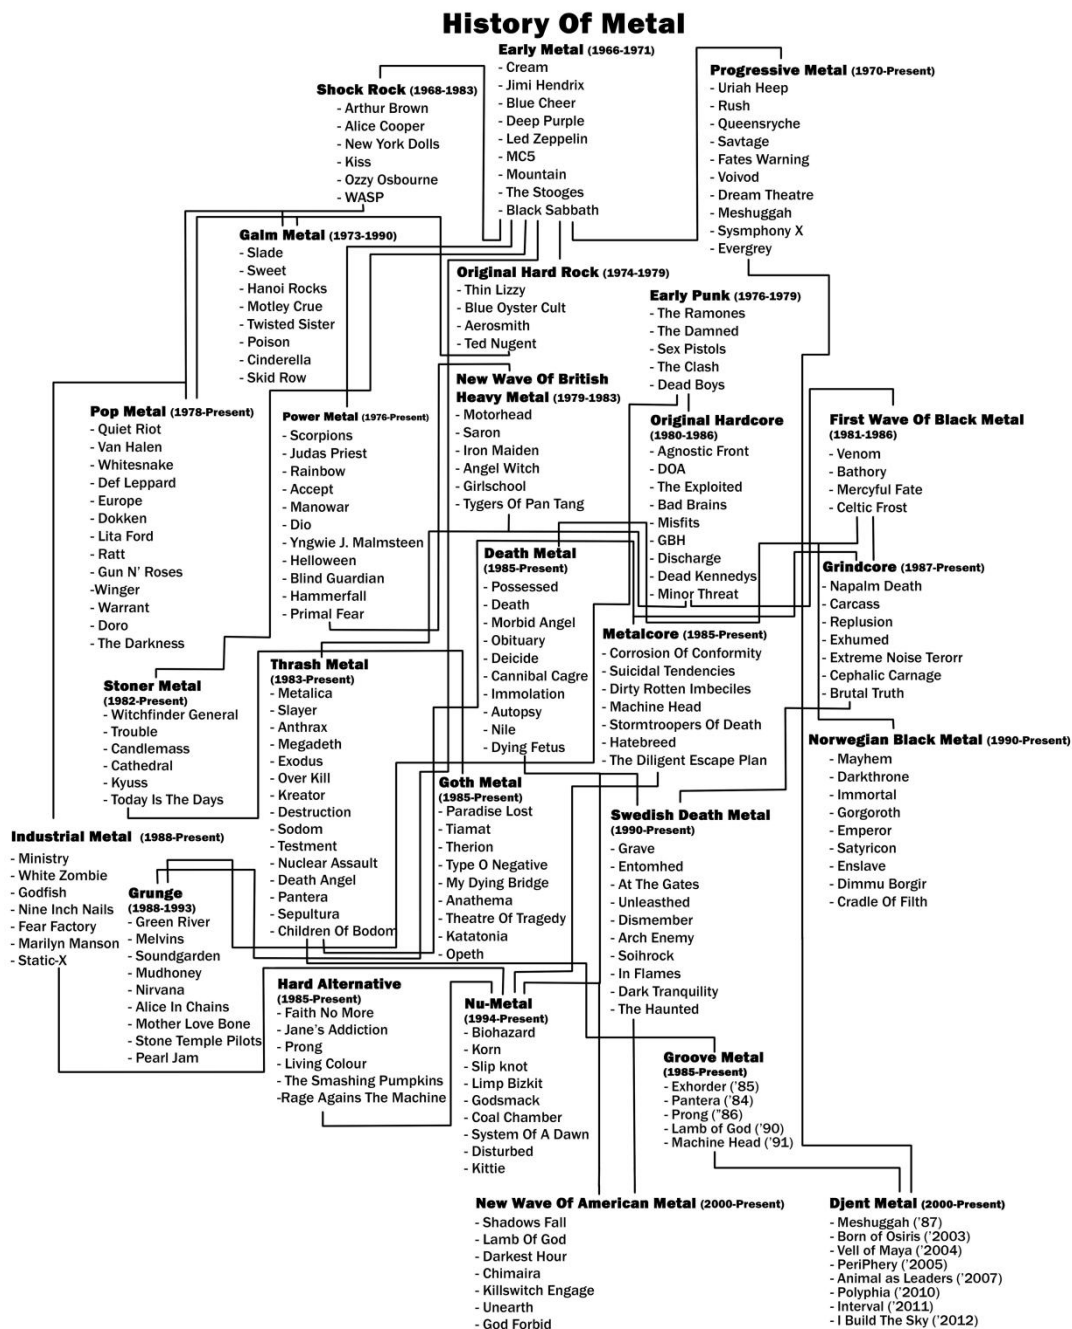 History Of Metal
Early Metal (1966-1971)
- Cream
- Jimi Hendrix
- Blue Cheer
- Deep Purple
- Led Zeppelin
- MC5
- Mountain
- The Stooges
- Black Sabbath
Shock Rock (1968-1983)
- Arthur Brown
- Alice Cooper
- New York Dolls
- Kiss
- Ozzy Osbourne
- WASP
Progressive Metal (1970-Present)
- Uriah Heep
- Rush
- Queensryche
- Savtage
- Fates Warning
- Voivod
- Dream Theatre
- Meshuggah
- Sysmphony X
- Evergrey
Galm Metal (1973-1990)
- Slade
- Sweet
- Hanoi Rocks
- Motley Crue
- Twisted Sister
- Poison
- Cinderella
- Skid Row
Original Hard Rock (1974-1979)
- Thin Lizzy
- Blue Oyster Cult
- Aerosmith
- Ted Nugent
Early Punk (1976-1979)
- The Ramones
- The Damned
- Sex Pistols
- The Clash
- Dead Boys
Pop Metal (1978-Present)
- Quiet Riot
- Van Halen
- Whitesnake
- Def Leppard
- Europe
- Dokken
- Lita Ford
- Ratt
- Gun N' Roses
-Winger
- Warrant
- Doro
- The Darkness
Power Metal (1976-Present)
- Scorpions
- Judas Priest
- Rainbow
- Accept
- Manowar
- Dio
- Yngwie J. Malmsteen
- Helloween
- Blind Guardian
- Hammerfall
- Primal Fear
New Wave Of British
Heavy Metal (1979-1983)
- Motorhead
- Saron
- Iron Maiden
- Angel Witch
- Girlschool
- Tygers Of Pan Tang
Original Hardcore
(1980-1986)
- Agnostic Front
- DOA
- The Exploited
- Bad Brains
- Misfits
- GBH
- Discharge
- Dead Kennedys
- Minor Threat
First Wave Of Black Metal
(1981-1986)
- Venom
- Bathory
- Mercyful Fate
- Celtic Frost
Death Metal
(1985-Present)
- Possessed
- Death
- Morbid Angel
- Obituary
- Deicide
- Cannibal Cagre
- Immolation
- Autopsy
- Nile
- Dying Fetus
Grindcore (1987-Present)
- Napalm Death
- Carcass
- Replusion
- Exhumed
- Extreme Noise Terorr
- Cephalic Carnage
- Brutal Truth
Metalcore (1985-Present)
- Corrosion Of Conformity
- Suicidal Tendencies
- Dirty Rotten Imbeciles
- Machine Head
- Stormtroopers Of Death
- Hatebreed
- The Diligent Escape Plan
Stoner Metal
(1982-Present)
- Witchfinder General
- Trouble
- Candlemass
- Cathedral
- Kyuss
- Today Is The Days
Thrash Metal
(1983-Present)
- Metalica
- Slayer
- Anthrax
- Megadeth
- Exodus
- Over Kill
- Kreator
- Destruction
- Sodom
- Testment
- Nuclear Assault
- Death Angel
- Pantera
- Sepultura
- Children Of Bodom
Norwegian Black Metal (1990-Present)
- Mayhem
- Darkthrone
- Immortal
- Gorgoroth
- Emperor
- Satyricon
- Enslave
- Dimmu Borgir
- Cradle Of Filth
Goth Metal
(1985-Present)
- Paradise Lost
- Tiamat
- Therion
- Type O Negative
- My Dying Bridge
- Anathema
- Theatre Of Tragedy
- Katatonia
- Opeth
Swedish Death Metal
(1990-Present)
- Grave
- Entomhed
- At The Gates
- Unleasthed
- Dismember
- Arch Enemy
- Soihrock
- In Flames
- Dark Tranquility
- The Haunted
Industrial Metal (1988-Present)
- Ministry
- White Zombie
- Godfish
- Nine Inch Nails
- Fear Factory
- Marilyn Manson
- Static-X
Grunge
(1988-1993)
- Green River
- Melvins
- Soundgarden
- Mudhoney
- Nirvana
- Alice In Chains
- Mother Love Bone
- Stone Temple Pilots
- Pearl Jam
Hard Alternative
(1985-Present)
- Faith No More
- Jane's Addiction
- Prong
- Living Colour
- The Smashing Pumpkins
-Rage Agains The Machine
Nu-Metal
(1994-Present)
- Biohazard
- Korn
- Slip knot
- Limp Bizkit
- Godsmack
- Coal Chamber
- System Of A Dawn
- Disturbed
- Kittie
Groove Metal
(1985-Present)
- Exhorder ('85)
- Pantera ('84)
- Prong ("86)
- Lamb of God ('90)
- Machine Head ('91)
New Wave Of American Metal (2000-Present)
- Shadows Fall
- Lamb Of God
- Darkest Hour
- Chimaira
- Killswitch Engage
- Unearth
- God Forbid
Djent Metal (2000-Present)
- Meshuggah ('87)
- Born of Osiris ('2003)
- Vell of Maya ('2004)
- PeriPhery ('2005)
- Animal as Leaders ('2007)
- Polyphia ('2010)
- Interval ('2011)
- I Build The Sky ('2012)